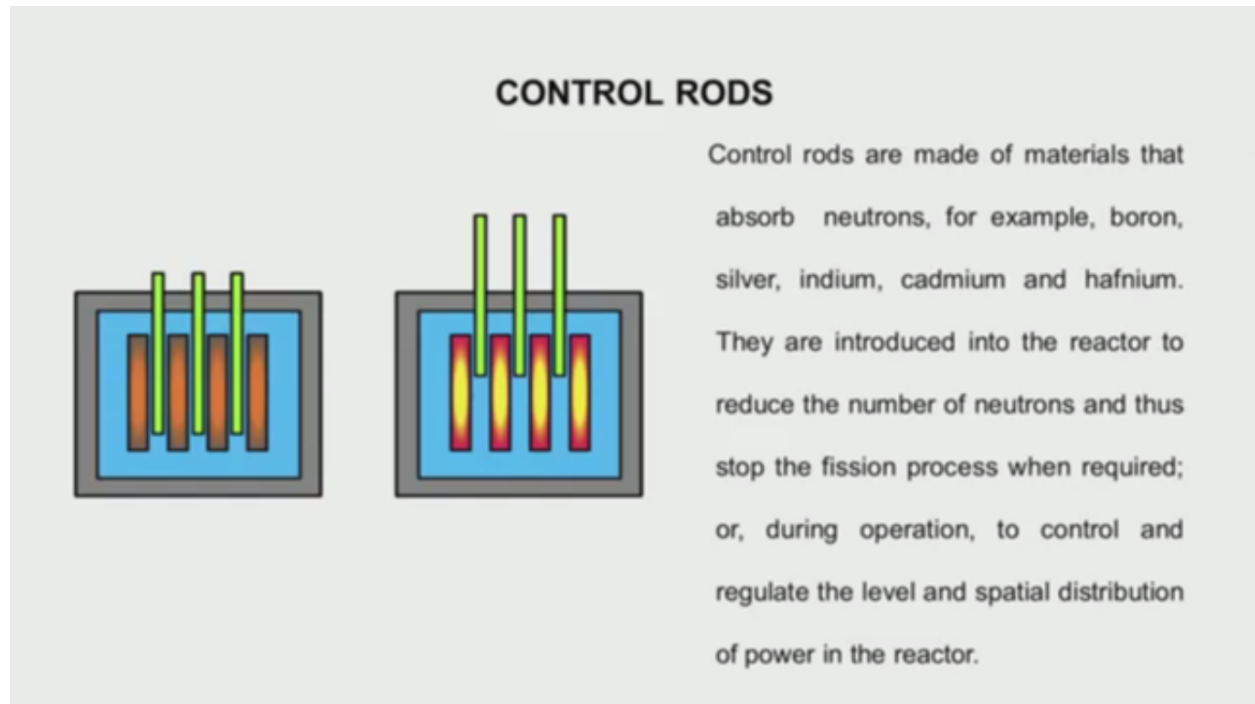 CONTROL RODS
Control rods are made of materials that
absorb neutrons, for example, boron,
silver, indium, cadmium and hafnium.
They are introduced into the reactor to
reduce the number of neutrons and thus
stop the fission process when required;
or, during operation, to control and
regulate the level and spatial distribution
of power in the reactor.